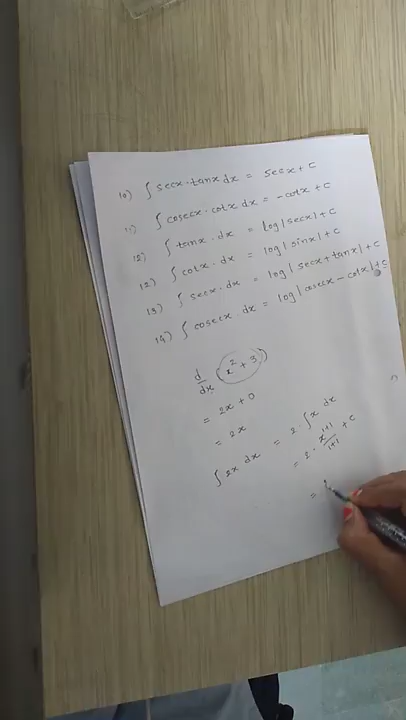 10) ∫ secx · tanx dx = secx + c
11) ∫ cosecx · cotx dx = -cotx + c
12) ∫ tanx · dx = log|secx| + c
12) ∫ cotx · dx = log|sinx| + c
13) ∫ secx · dx = log|secx + tanx| + c
14) ∫ cosecx dx = log|cosecx - cotx| + c
d/dx (x² + 3)
= 2x + 0
= 2x
∫ 2x dx = 2 · ∫ x dx
= 2 · x^(1+1)/(1+1) + c
=